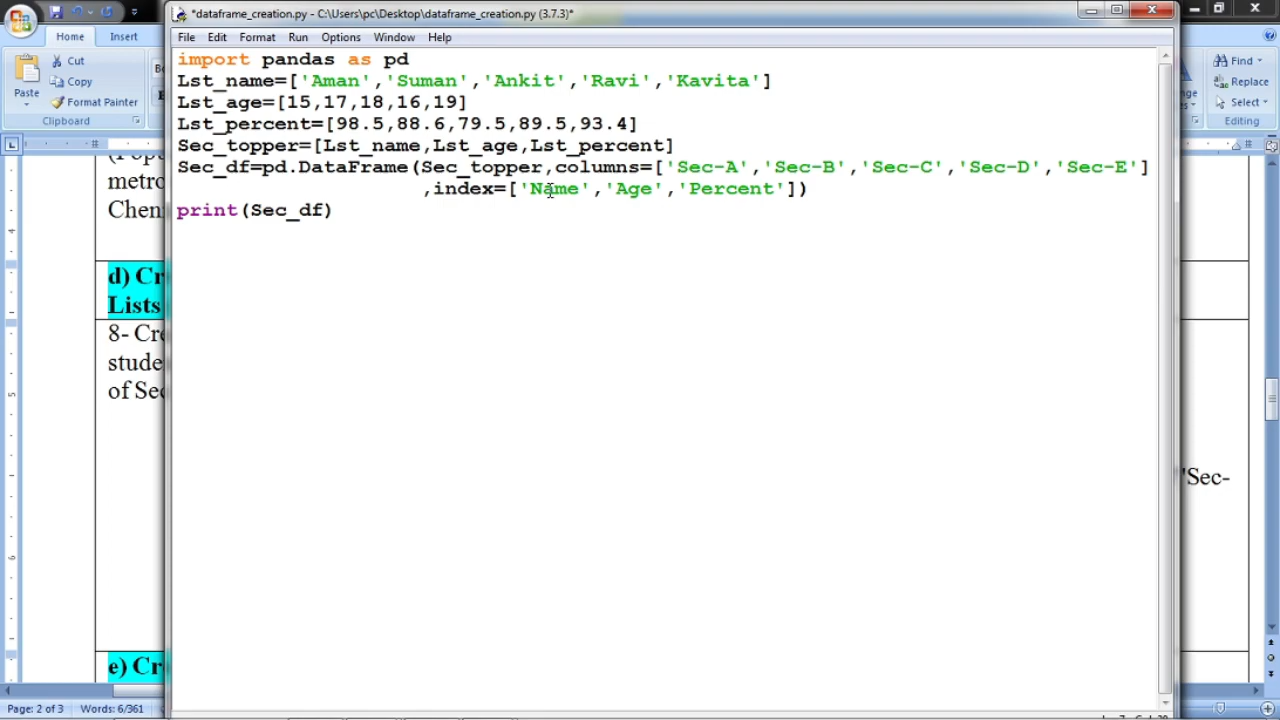 *dataframe_creation.py - C:\Users\pc\Desktop\dataframe_creation.py (3.7.3)*
File Edit Format Run Options Window Help
Home Insert
Cut
Copy
Format Painter
Paste
Clipboard
Find
Replace
Select
Editing
import pandas as pd
Lst_name=['Aman','Suman','Ankit','Ravi','Kavita']
Lst_age=[15,17,18,16,19]
Lst_percent=[98.5,88.6,79.5,89.5,93.4]
Sec_topper=[Lst_name,Lst_age,Lst_percent]
Sec_df=pd.DataFrame(Sec_topper,columns=['Sec-A','Sec-B','Sec-C','Sec-D','Sec-E']
,index=['Name','Age','Percent'])
print(Sec_df)
metro
Chenn
d) Cr
Lists
8- Cre
stude
of Sec
'Sec-
e) Cr
Page: 2 of 3 Words: 6/361